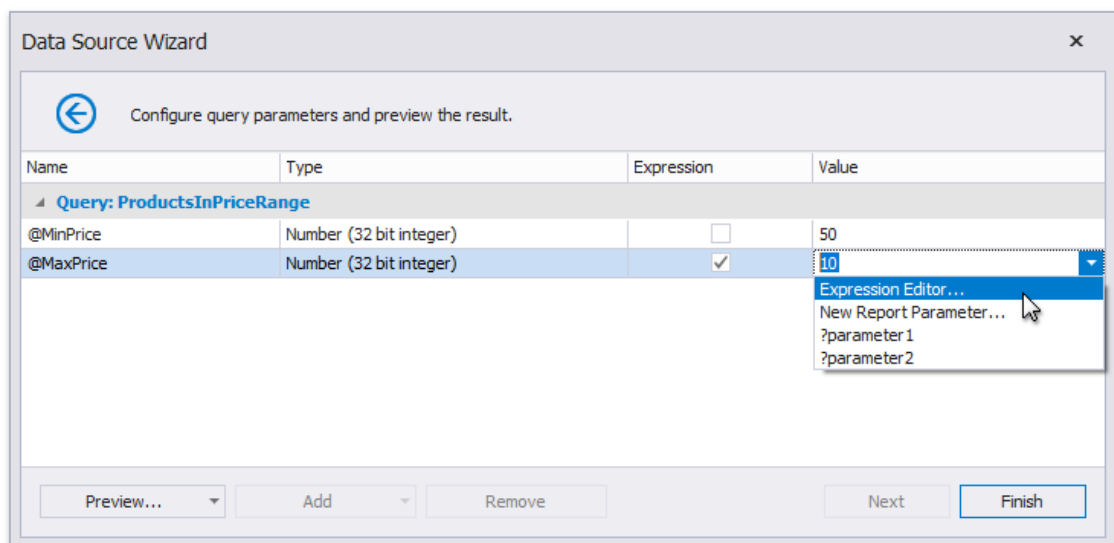 Data Source Wizard
Configure query parameters and preview the result.
Name Type Expression Value
Query: ProductsInPriceRange
@MinPrice Number (32 bit integer) 50
@MaxPrice Number (32 bit integer) 10
Expression Editor...
New Report Parameter...
?parameter1
?parameter2
Preview... Add Remove Next Finish